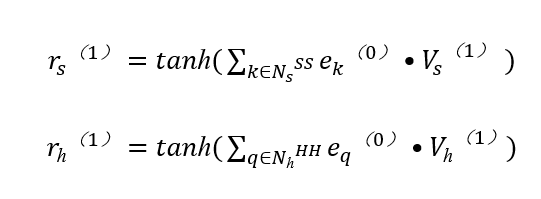 r_s^{(1)} = tanh(∑_{k∈N_s^{SS}} e_k^{(0)} • V_s^{(1)})
r_h^{(1)} = tanh(∑_{q∈N_h^{HH}} e_q^{(0)} • V_h^{(1)})